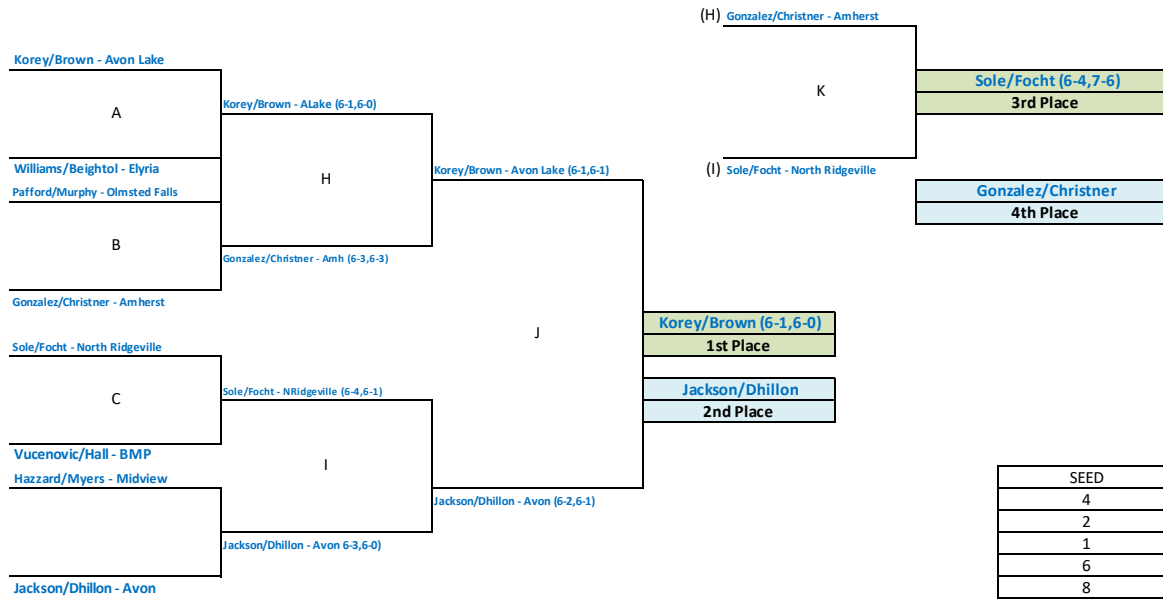 (H) Gonzalez/Christner - Amherst
Korey/Brown - Avon Lake
Sole/Focht (6-4,7-6)
K
3rd Place
Korey/Brown - ALake (6-1,6-0)
A
Williams/Beightol - Elyria
Korey/Brown - Avon Lake (6-1,6-1)
(I) Sole/Focht - North Ridgeville
H
Pafford/Murphy - Olmsted Falls
Gonzalez/Christner
4th Place
B
Gonzalez/Christner - Amh (6-3,6-3)
Gonzalez/Christner - Amherst
Korey/Brown (6-1,6-0)
J
Sole/Focht - North Ridgeville
1st Place
Sole/Focht - NRidgeville (6-4,6-1)
Jackson/Dhillon
C
2nd Place
Vucenovic/Hall - BMP
I
Hazzard/Myers - Midview
SEED
Jackson/Dhillon - Avon (6-2,6-1)
4
2
Jackson/Dhillon - Avon 6-3,6-0)
1
6
Jackson/Dhillon - Avon
8